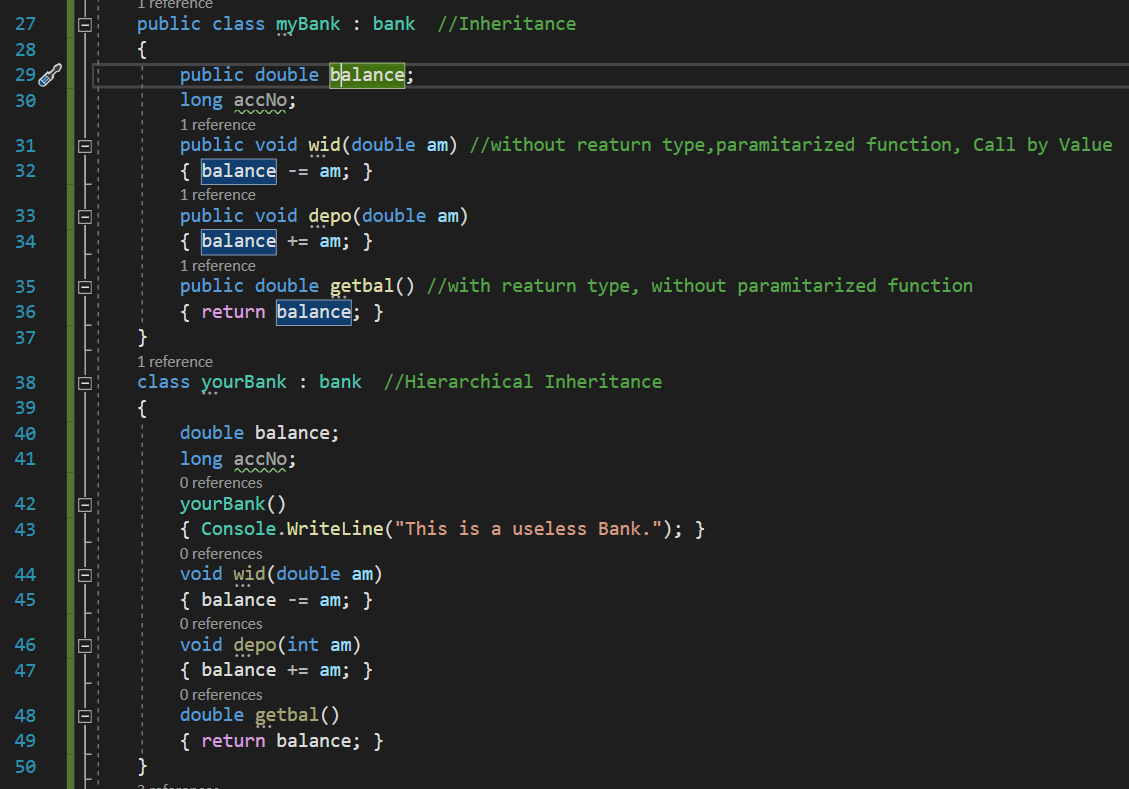 1 reference
27 public class myBank : bank //Inheritance
28 {
29 public double balance;
30 long accNo;
1 reference
31 public void wid(double am) //without reaturn type,paramitarized function, Call by Value
32 { balance -= am; }
1 reference
33 public void depo(double am)
34 { balance += am; }
1 reference
35 public double getbal() //with reaturn type, without paramitarized function
36 { return balance; }
37 }
1 reference
38 class yourBank : bank //Hierarchical Inheritance
39 {
40 double balance;
41 long accNo;
0 references
42 yourBank()
43 { Console.WriteLine("This is a useless Bank."); }
0 references
44 void wid(double am)
45 { balance -= am; }
0 references
46 void depo(int am)
47 { balance += am; }
0 references
48 double getbal()
49 { return balance; }
50 }